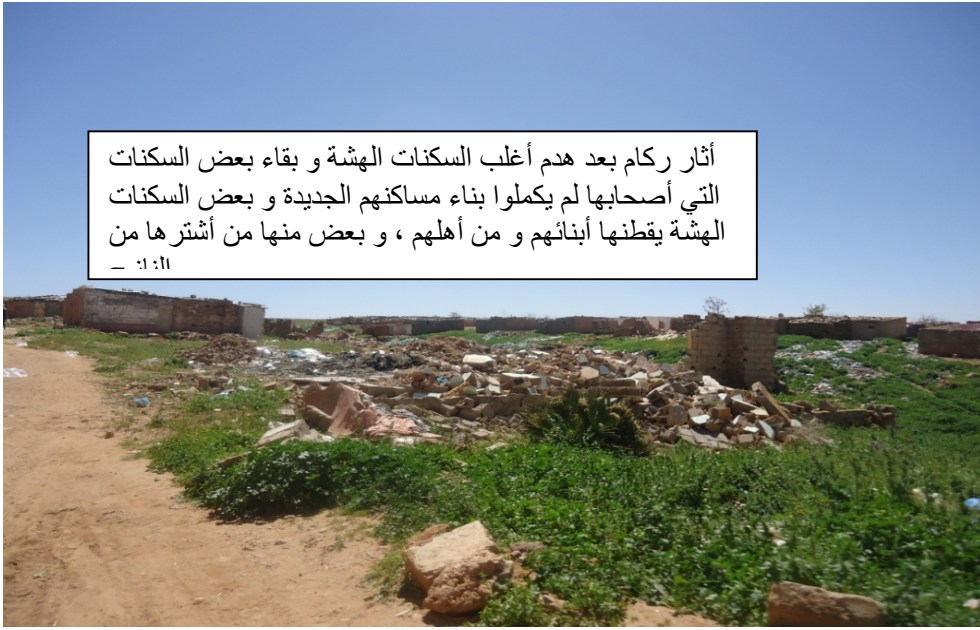 أثار ركام بعد هدم أغلب السكنات الهشة و بقاء بعض السكنات
التي أصحابها لم يكملوا بناء مساكنهم الجديدة و بعض السكنات
الهشة يقطنها أبنائهم و من أهلهم ، و بعض منها من أشترها من